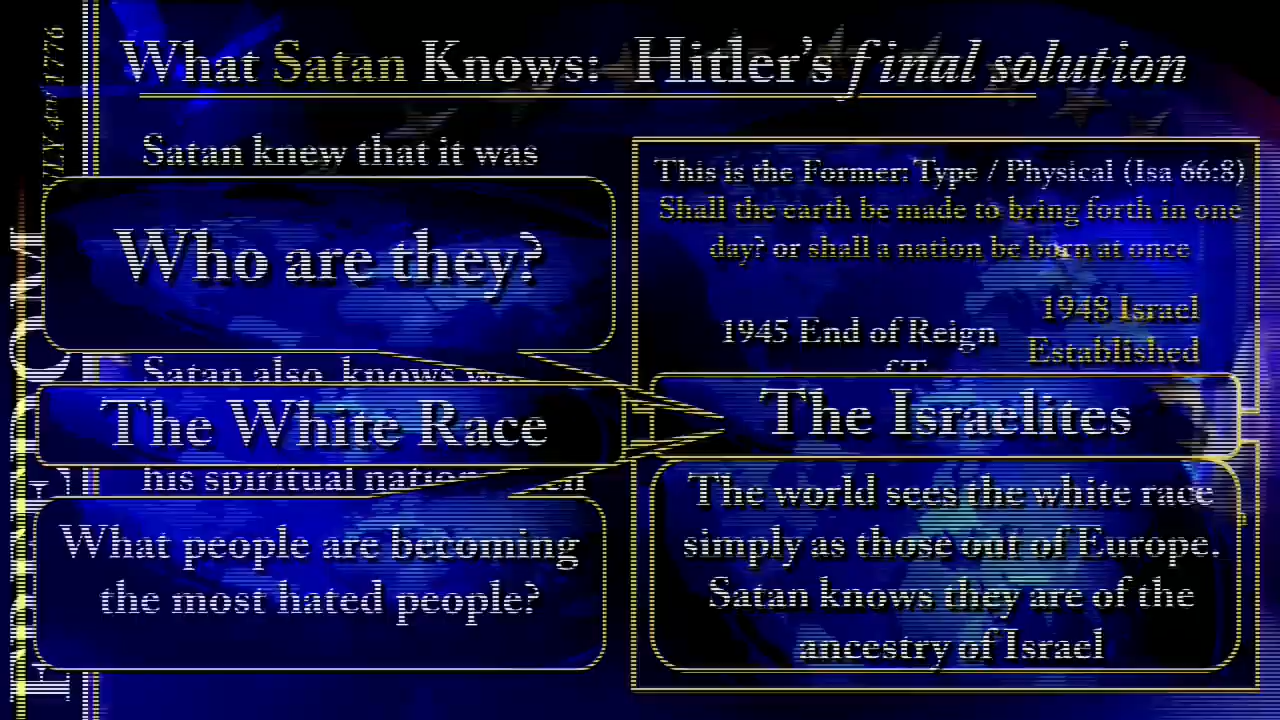 What Satan Knows: Hitler's final solution
Satan knew that it was
Who are they?
Satan also knows
The White Race
his spiritual nation
What people are becoming
the most hated people?
This is the Former: Type / Physical (Isa 66:8)
Shall the earth be made to bring forth in one
day? or shall a nation be born at once
1945 End of Reign
1948 Israel
Established
The Israelites
The world sees the white race
simply as those out of Europe.
Satan knows they are of the
ancestry of Israel
1776